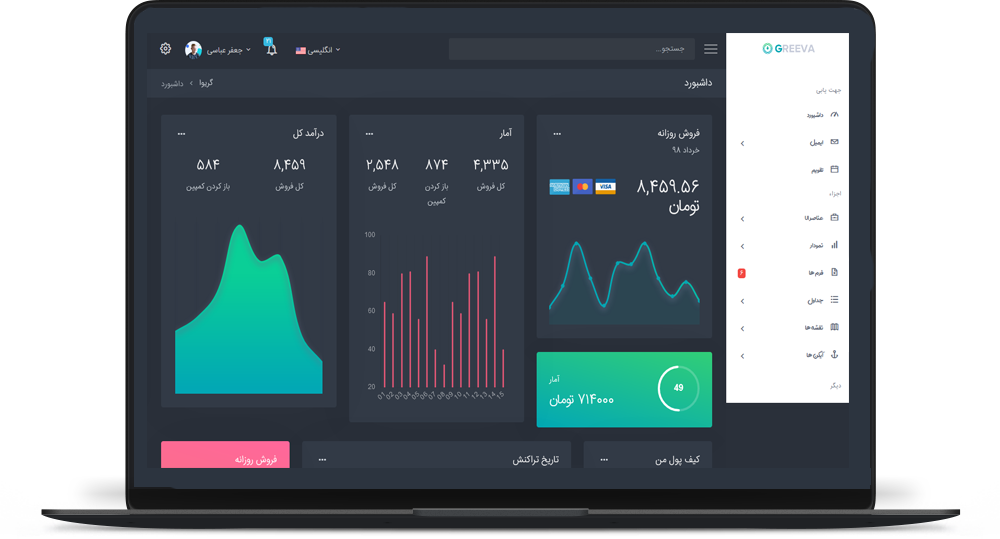 GREEVA
جستجو...
انگلیسی
جعفر عباسی
جهت یابی
داشبورد
ایمیل
تقویم
اجزاء
نمودار
فرم‌ها
جداول
نقشه‌ها
آیکن‌ها
دیگر
داشبورد
گریوا
داشبورد
فروش روزانه
خرداد ۹۸
۸,۴۵۹.۵۶
تومان
VISA
آمار
۷۱۴۰۰۰ تومان
49
آمار
۴,۳۳۵
کل فروش
۸۷۴
باز کردن
کمپین
۲,۵۴۸
کل فروش
100
80
60
40
20
01 02 03 04 05 06 07 08 09 10 11 12 13 14 15
درآمد کل
۸,۴۵۹
کل فروش
۵۸۴
باز کردن کمپین
کیف پول من
تاریخ تراکنش
فروش روزانه